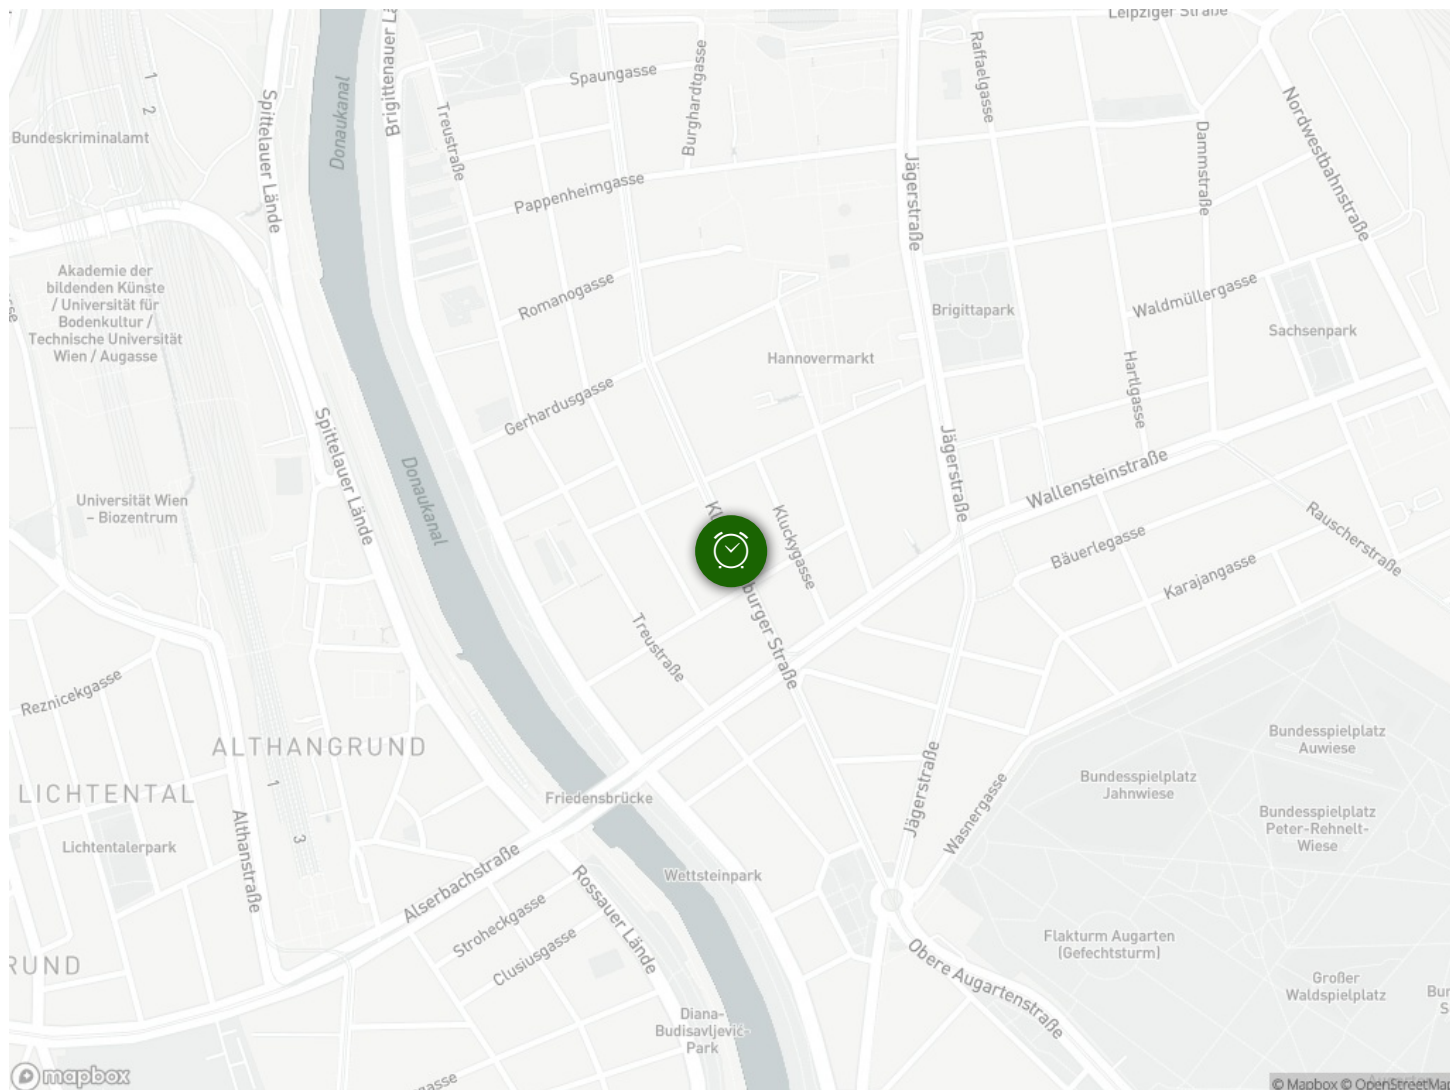 Leipziger Straße
Spaungasse
Burghardtgasse
Raffaelgasse
Nordwestbahnstraße
Brigittenauer
Donaukanal
Spittelauer Lände
Treustraße
1
2
Bundeskriminalamt
Dammstraße
Jägerstraße
Pappenheimgasse
Akademie der
bildenden Künste
/ Universität für
Bodenkultur /
Technische Universität
Wien / Augasse
Romanogasse
Brigittapark
Waldmüllergasse
Sachsenpark
Hannovermarkt
Hartlgasse
Gerhardusgasse
Spittelauer Lände
Donaukanal
Jägerstraße
Wallensteinstraße
Universität Wien
– Biozentrum
Kluckygasse
Rauscherstraße
Bäuerlegasse
Karajangasse
burger Straße
Treustraße
Reznicekgasse
ALTHANGRUND
LICHTENTAL
1
3
Friedensbrücke
Jägerstraße
Wasnergasse
Bundesspielplatz
Auwiese
Bundesspielplatz
Jahnwiese
Bundesspielplatz
Peter-Rehnelt-
Wiese
Lichtentalerpark
Althanstraße
Alserbachstraße
Wettsteinpark
Rossauer Lände
Stroheckgasse
Clusiusgasse
Flakturm Augarten
(Gefechtsturm)
Obere Augartenstraße
Großer
Waldspielplatz
RUND
Diana-
Budisavljević-
Park
mapbox
© Mapbox © OpenStreetMap